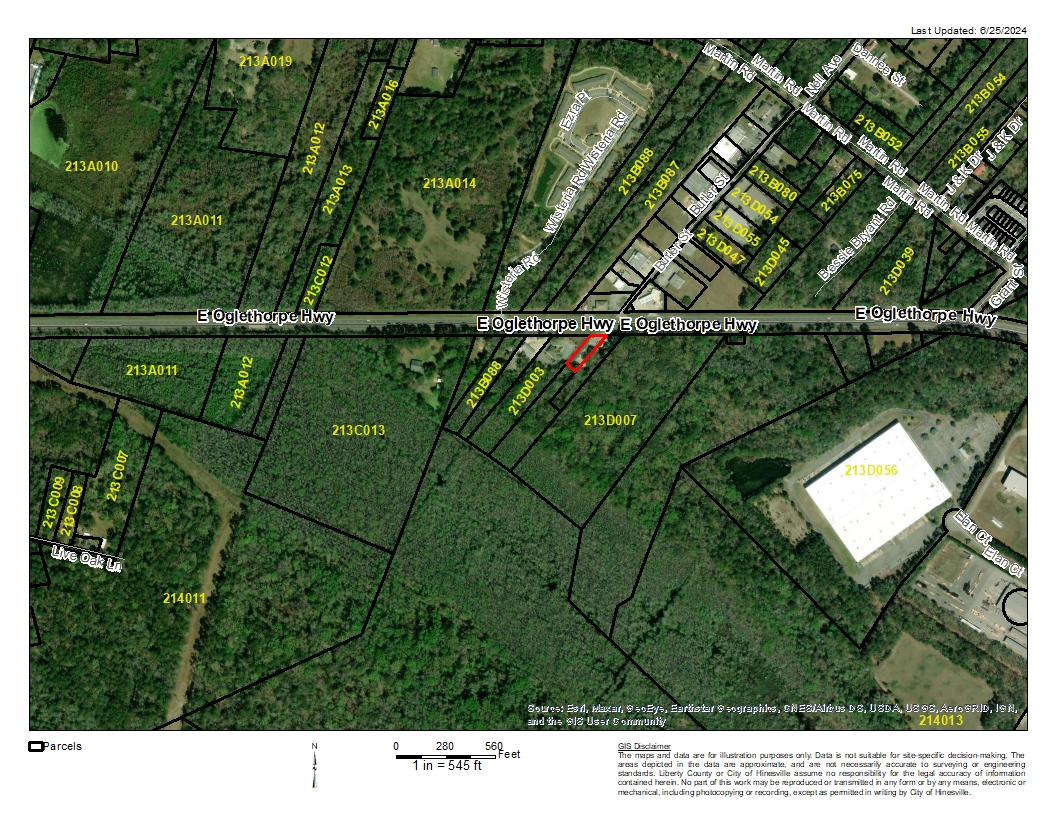 Last Updated: 6/25/2024
Martin Rd
Martin Rd
Noll Ave
Dannee St
213A019
213A016
213B054
Ezra Pl
Martin Rd
213B052
J & K Dr
213A012
Wisteria Rd
Martin Rd
213B055
213A010
213B088
213B087
J & K Dr
213A013
213A014
Wisteria Rd
213B080
213B075
Martin Rd
Martin Rd
213A011
Butler St
213D054
Bessie Bryant Rd
Martin Rd
213D055
213D047
Butler St
213D045
213D039
Wisteria Rd
213C012
Grant St
E Oglethorpe Hwy
E Oglethorpe Hwy
E Oglethorpe Hwy
E Oglethorpe Hwy
213A011
213A012
213B088
213D003
213C013
213D007
213D056
213C007
213C009
213C008
Elan Ct
Elan Ct
Live Oak Ln
214011
214013
Source: Esri, Maxar, GeoEye, Earthstar Geographics, CNES/Airbus DS, USDA, USGS, AeroGRID, IGN,
and the GIS User Community
Parcels
N
0 280 560
Feet
1 in = 545 ft
GIS Disclaimer
The maps and data are for illustration purposes only. Data is not suitable for site-specific decision-making. The
areas depicted in the data are approximate, and are not necessarily accurate to surveying or engineering
standards. Liberty County or City of Hinesville assume no responsibility for the legal accuracy of information
contained herein. No part of this work may be reproduced or transmitted in any form or by any means, electronic or
mechanical, including photocopying or recording, except as permitted in writing by City of Hinesville.